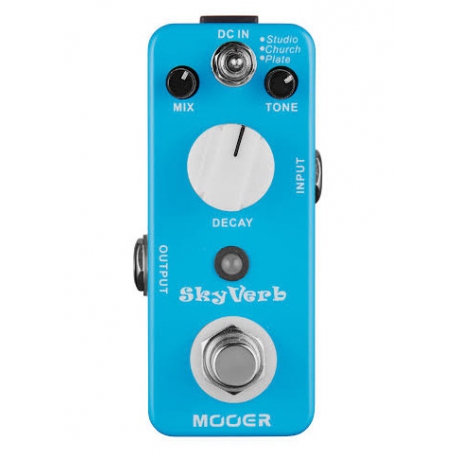 DC IN
Studio
Church
Plate
MIX
TONE
INPUT
DECAY
OUTPUT
SkyVerb
MOOER